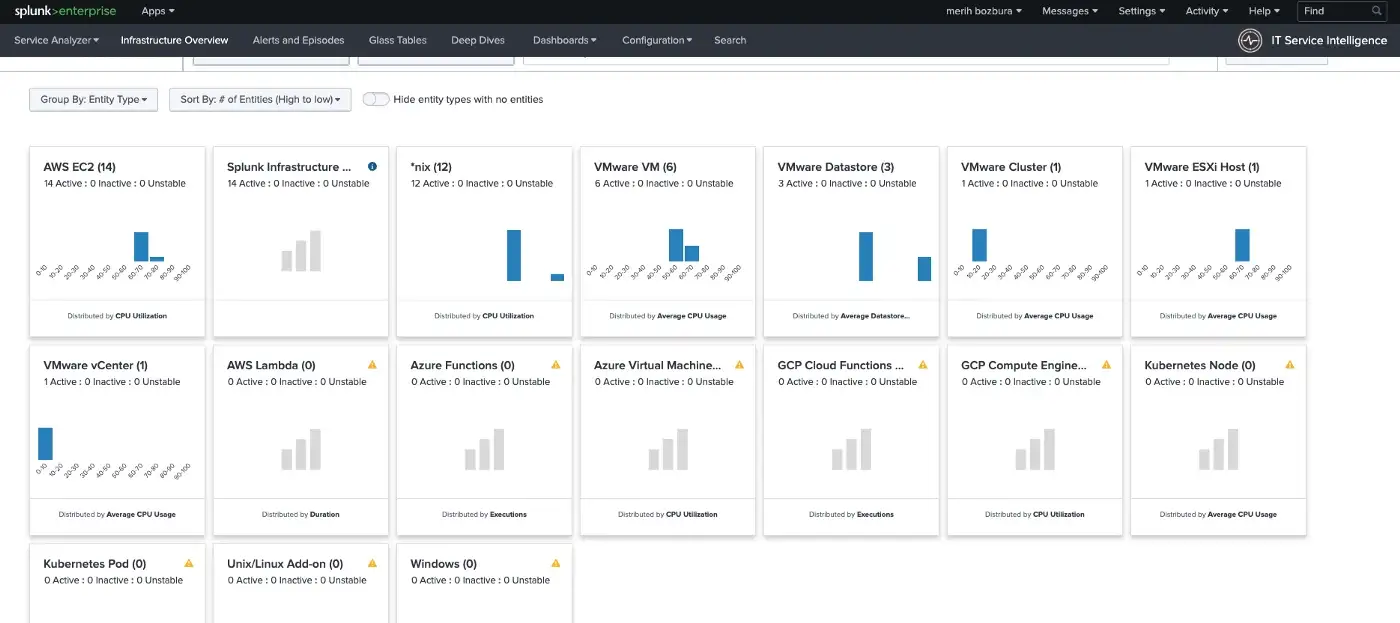 splunk>enterprise Apps merih bozbura Messages Settings Activity Help Find
Service Analyzer Infrastructure Overview Alerts and Episodes Glass Tables Deep Dives Dashboards Configuration Search IT Service Intelligence
Group By: Entity Type Sort By: # of Entities (High to low) Hide entity types with no entities
AWS EC2 (14)
14 Active : 0 Inactive : 0 Unstable
0-10 10-20 20-30 30-40 40-50 50-60 60-70 70-80 80-90 90-100
Distributed by CPU Utilization
Splunk Infrastructure ...
14 Active : 0 Inactive : 0 Unstable
*nix (12)
12 Active : 0 Inactive : 0 Unstable
Distributed by CPU Utilization
VMware VM (6)
6 Active : 0 Inactive : 0 Unstable
0-10 10-20 20-30 30-40 40-50 50-60 60-70 70-80 80-90 90-100
Distributed by Average CPU Usage
VMware Datastore (3)
3 Active : 0 Inactive : 0 Unstable
Distributed by Average Datastore...
VMware Cluster (1)
1 Active : 0 Inactive : 0 Unstable
0-10 10-20 20-30 30-40 40-50 50-60 60-70 70-80 80-90 90-100
Distributed by Average CPU Usage
VMware ESXi Host (1)
1 Active : 0 Inactive : 0 Unstable
0-10 10-20 20-30 30-40 40-50 50-60 60-70 70-80 80-90 90-100
Distributed by Average CPU Usage
VMware vCenter (1)
1 Active : 0 Inactive : 0 Unstable
0-10 10-20 20-30 30-40 40-50 50-60 60-70 70-80 80-90 90-100
Distributed by Average CPU Usage
AWS Lambda (0)
0 Active : 0 Inactive : 0 Unstable
Distributed by Duration
Azure Functions (0)
0 Active : 0 Inactive : 0 Unstable
Distributed by Executions
Azure Virtual Machine...
0 Active : 0 Inactive : 0 Unstable
Distributed by CPU Utilization
GCP Cloud Functions ...
0 Active : 0 Inactive : 0 Unstable
Distributed by Executions
GCP Compute Engine...
0 Active : 0 Inactive : 0 Unstable
Distributed by CPU Utilization
Kubernetes Node (0)
0 Active : 0 Inactive : 0 Unstable
Distributed by Average CPU Usage
Kubernetes Pod (0)
0 Active : 0 Inactive : 0 Unstable
Unix/Linux Add-on (0)
0 Active : 0 Inactive : 0 Unstable
Windows (0)
0 Active : 0 Inactive : 0 Unstable